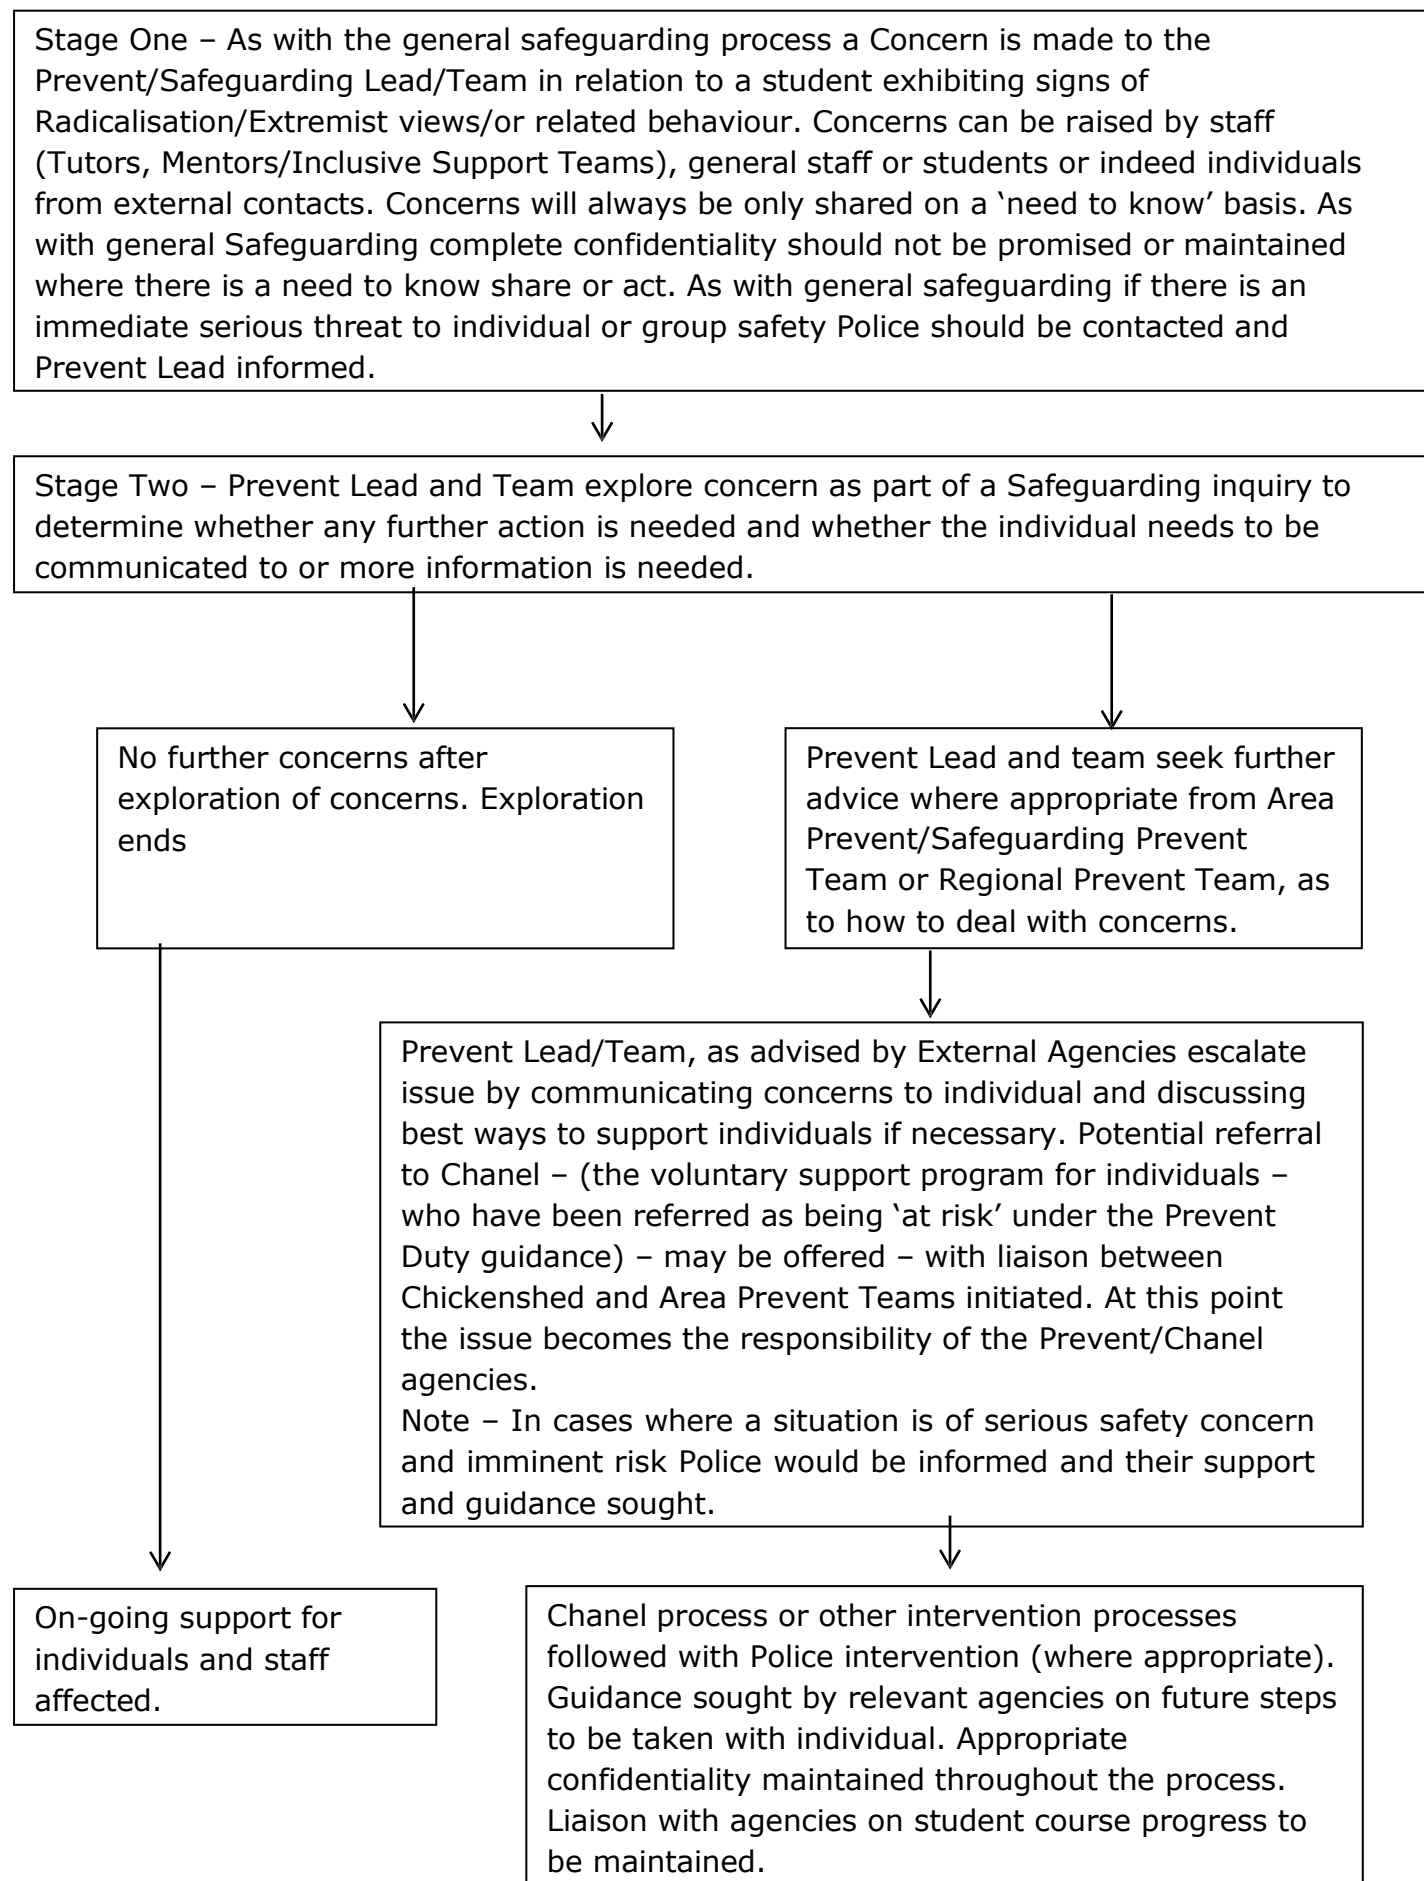 Stage One – As with the general safeguarding process a Concern is made to the
Prevent/Safeguarding Lead/Team in relation to a student exhibiting signs of
Radicalisation/Extremist views/or related behaviour. Concerns can be raised by staff
(Tutors, Mentors/Inclusive Support Teams), general staff or students or indeed individuals
from external contacts. Concerns will always be only shared on a ‘need to know’ basis. As
with general Safeguarding complete confidentiality should not be promised or maintained
where there is a need to know share or act. As with general safeguarding if there is an
immediate serious threat to individual or group safety Police should be contacted and
Prevent Lead informed.
Stage Two – Prevent Lead and Team explore concern as part of a Safeguarding inquiry to
determine whether any further action is needed and whether the individual needs to be
communicated to or more information is needed.
No further concerns after
exploration of concerns. Exploration
ends
Prevent Lead and team seek further
advice where appropriate from Area
Prevent/Safeguarding Prevent
Team or Regional Prevent Team, as
to how to deal with concerns.
Prevent Lead/Team, as advised by External Agencies escalate
issue by communicating concerns to individual and discussing
best ways to support individuals if necessary. Potential referral
to Chanel – (the voluntary support program for individuals –
who have been referred as being ‘at risk’ under the Prevent
Duty guidance) – may be offered – with liaison between
Chickenshed and Area Prevent Teams initiated. At this point
the issue becomes the responsibility of the Prevent/Chanel
agencies.
Note – In cases where a situation is of serious safety concern
and imminent risk Police would be informed and their support
and guidance sought.
On-going support for
individuals and staff
affected.
Chanel process or other intervention processes
followed with Police intervention (where appropriate).
Guidance sought by relevant agencies on future steps
to be taken with individual. Appropriate
confidentiality maintained throughout the process.
Liaison with agencies on student course progress to
be maintained.